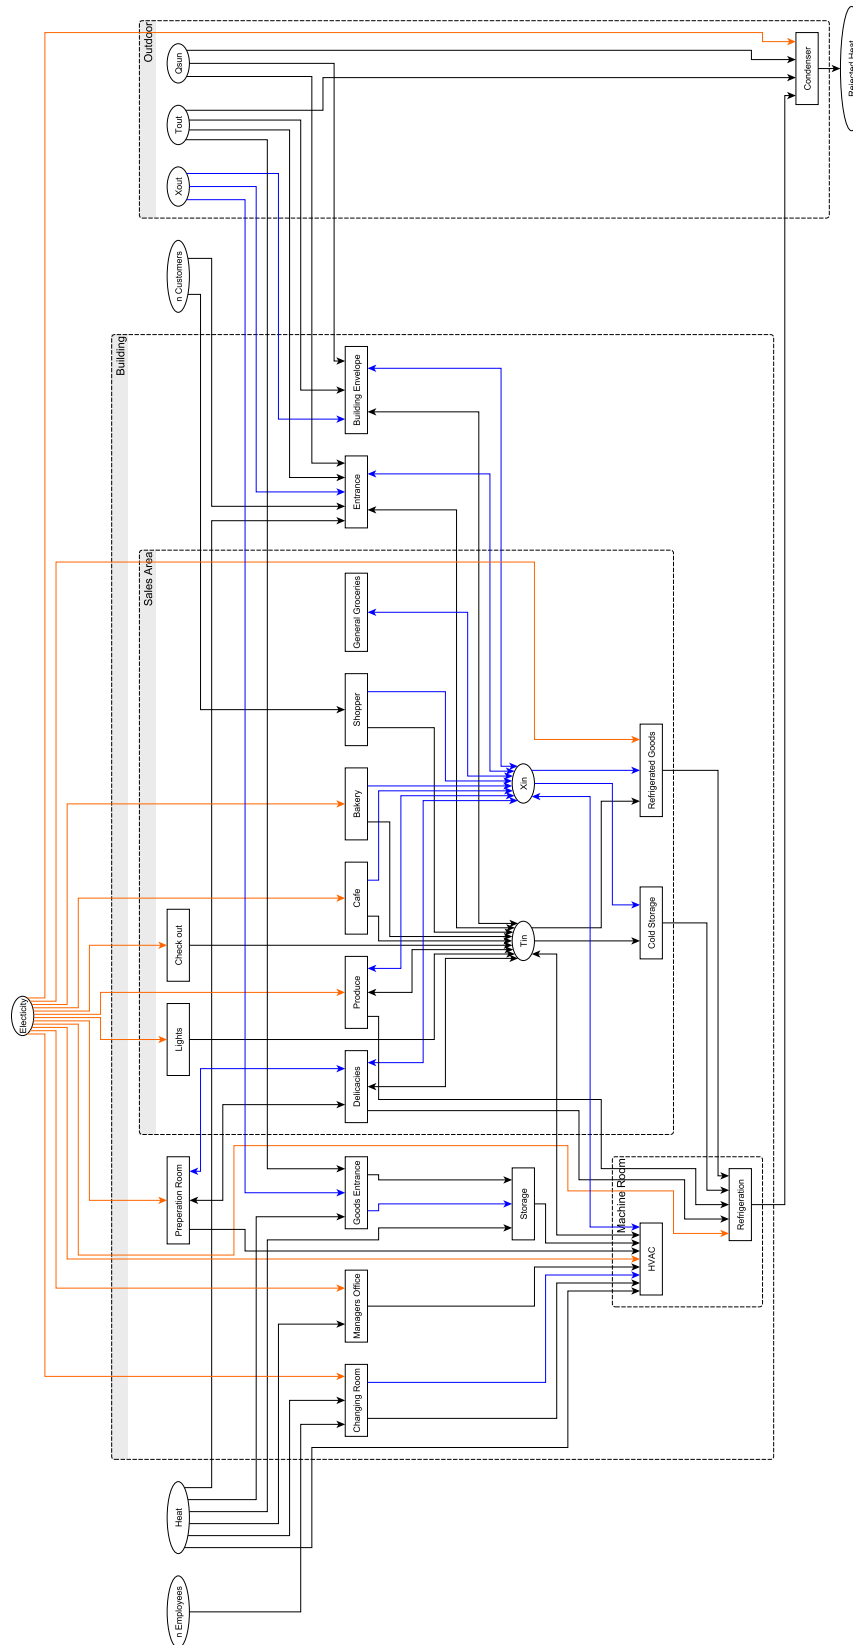 Electicity
Building
Sales Area
Outdoor
n Employees
Heat
Preperation Room
Lights
Check out
n Customers
Xout
Tout
Qsun
Changing Room
Managers Office
Goods Entrance
Delicacies
Produce
Cafe
Bakery
Shopper
General Groceries
Entrance
Building Envelope
Storage
Tin
Xin
Machine Room
HVAC
Cold Storage
Refrigerated Goods
Refrigeration
Condenser
Rejected Heat